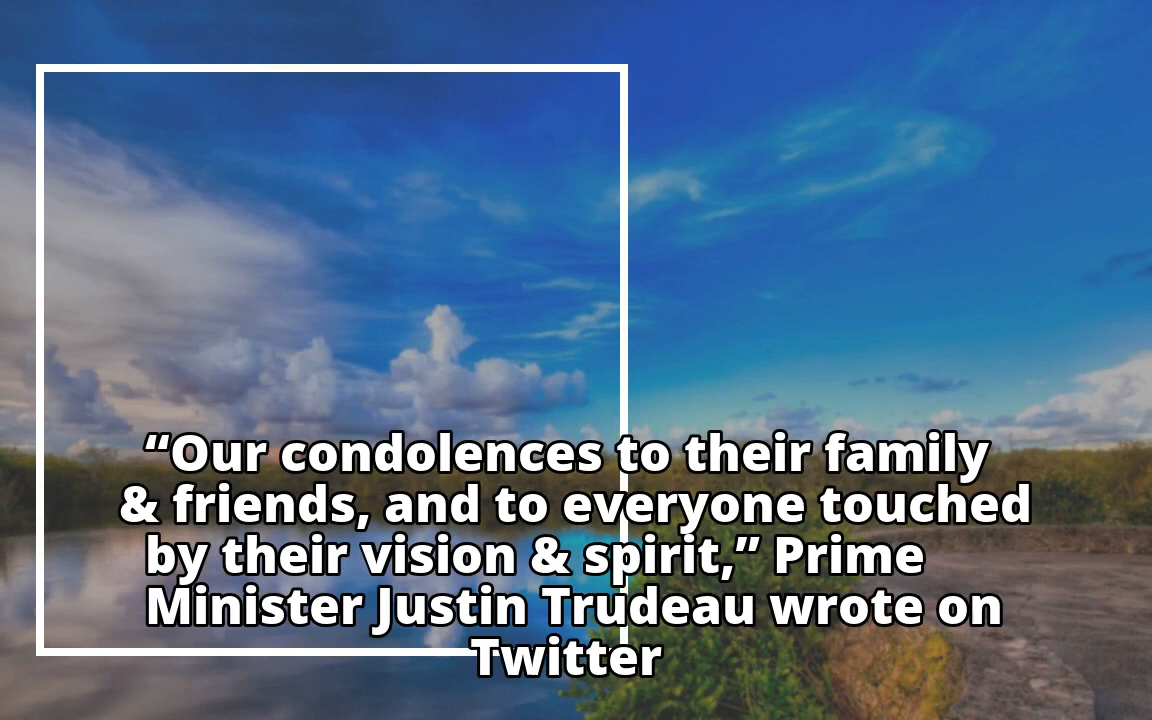 “Our condolences to their family
& friends, and to everyone touched
by their vision & spirit,” Prime
Minister Justin Trudeau wrote on
Twitter